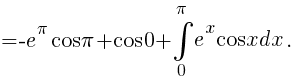 =-e^π cosπ+cos0+∫₀^π e^x cosxdx.